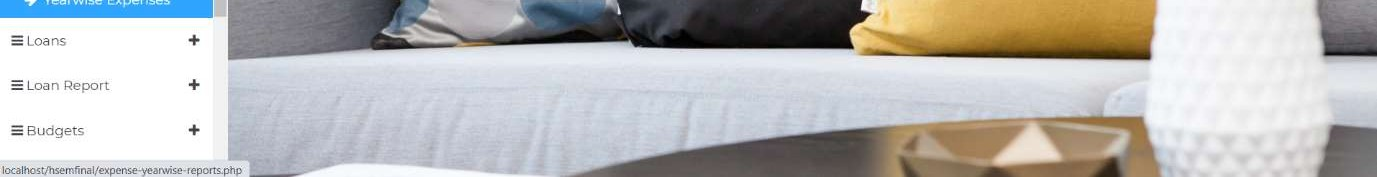 Yearwise Expenses
Loans
Loan Report
Budgets
localhost/hsemfinal/expense-yearwise-reports.php